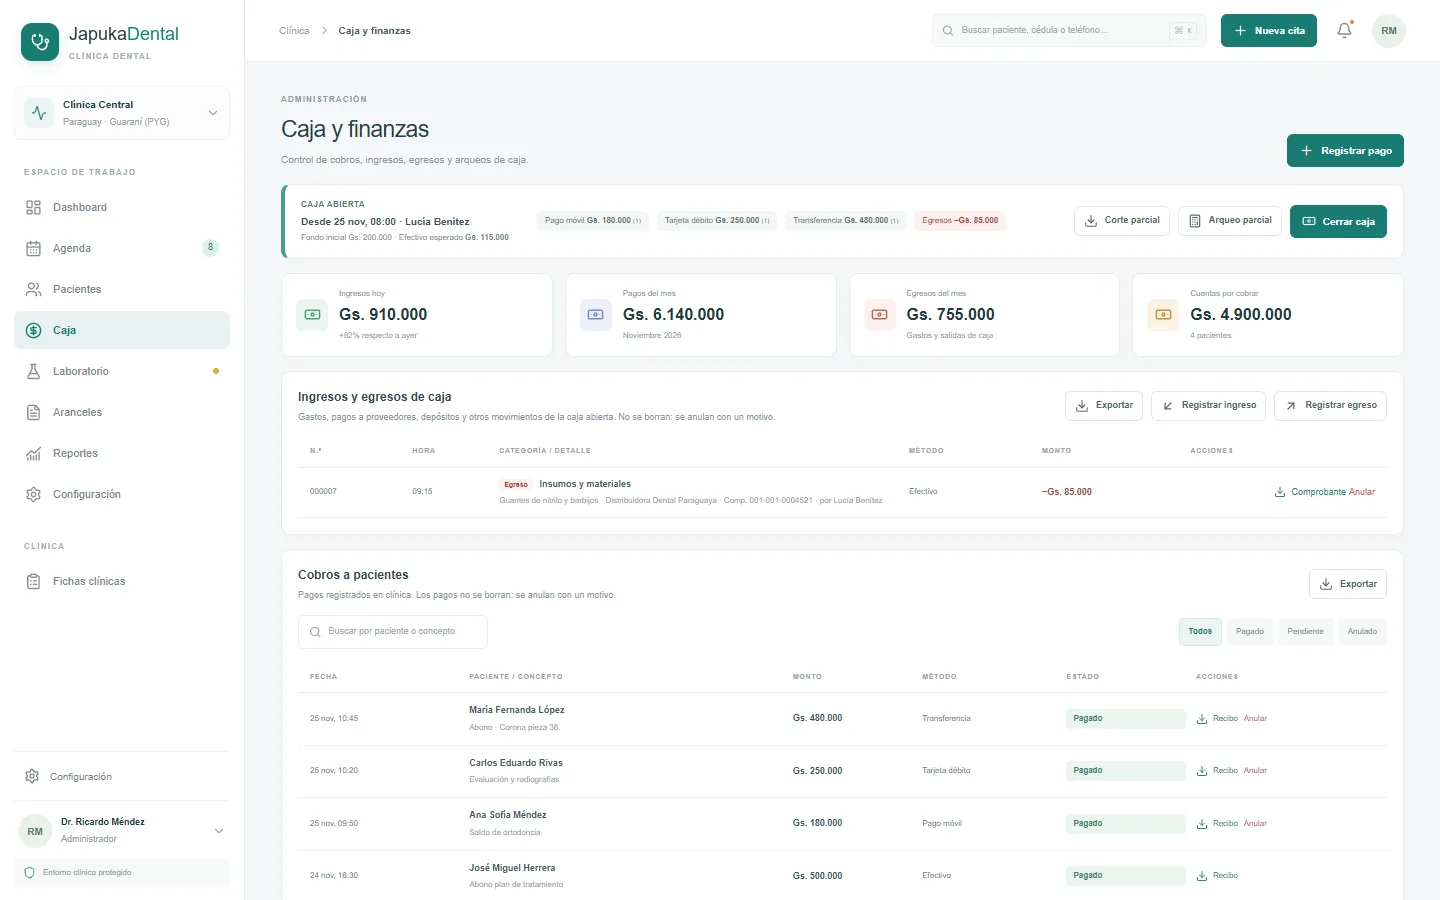 JapukaDental
CLÍNICA DENTAL
Clínica Central
Paraguay · Guaraní (PYG)
ESPACIO DE TRABAJO
Dashboard
Agenda 8
Pacientes
Caja
Laboratorio
Aranceles
Reportes
Configuración
CLÍNICA
Fichas clínicas
Configuración
RM Dr. Ricardo Méndez
Administrador
Entorno clínico protegido
Clínica > Caja y finanzas
Buscar paciente, cédula o teléfono... ⌘ K
Nueva cita
RM
ADMINISTRACIÓN
Caja y finanzas
Control de cobros, ingresos, egresos y arqueos de caja.
Registrar pago
CAJA ABIERTA
Desde 25 nov, 08:00 · Lucía Benítez
Fondo inicial Gs. 200.000 · Efectivo esperado Gs. 115.000
Pago móvil Gs. 180.000 (1) Tarjeta débito Gs. 250.000 (1) Transferencia Gs. 480.000 (1) Egresos −Gs. 85.000
Corte parcial Arqueo parcial Cerrar caja
Ingresos hoy
Gs. 910.000
+82% respecto a ayer
Pagos del mes
Gs. 6.140.000
Noviembre 2026
Egresos del mes
Gs. 755.000
Gastos y salidas de caja
Cuentas por cobrar
Gs. 4.900.000
4 pacientes
Ingresos y egresos de caja
Gastos, pagos a proveedores, depósitos y otros movimientos de la caja abierta. No se borran: se anulan con un motivo.
Exportar Registrar ingreso Registrar egreso
N.º HORA CATEGORÍA / DETALLE MÉTODO MONTO ACCIONES
000007 09:15 Egreso Insumos y materiales Efectivo −Gs. 85.000 Comprobante Anular
Guantes de nitrilo y barbijos · Distribuidora Dental Paraguaya · Comp. 001-001-0004521 · por Lucía Benítez
Cobros a pacientes
Pagos registrados en clínica. Los pagos no se borran: se anulan con un motivo.
Exportar
Buscar por paciente o concepto
Todos Pagado Pendiente Anulado
FECHA PACIENTE / CONCEPTO MONTO MÉTODO ESTADO ACCIONES
25 nov, 10:45 María Fernanda López Gs. 480.000 Transferencia Pagado Recibo Anular
Abono · Corona pieza 36
25 nov, 10:20 Carlos Eduardo Rivas Gs. 250.000 Tarjeta débito Pagado Recibo Anular
Evaluación y radiografías
25 nov, 09:50 Ana Sofía Méndez Gs. 180.000 Pago móvil Pagado Recibo Anular
Saldo de ortodoncia
24 nov, 16:30 José Miguel Herrera Gs. 500.000 Efectivo Pagado Recibo
Abono plan de tratamiento